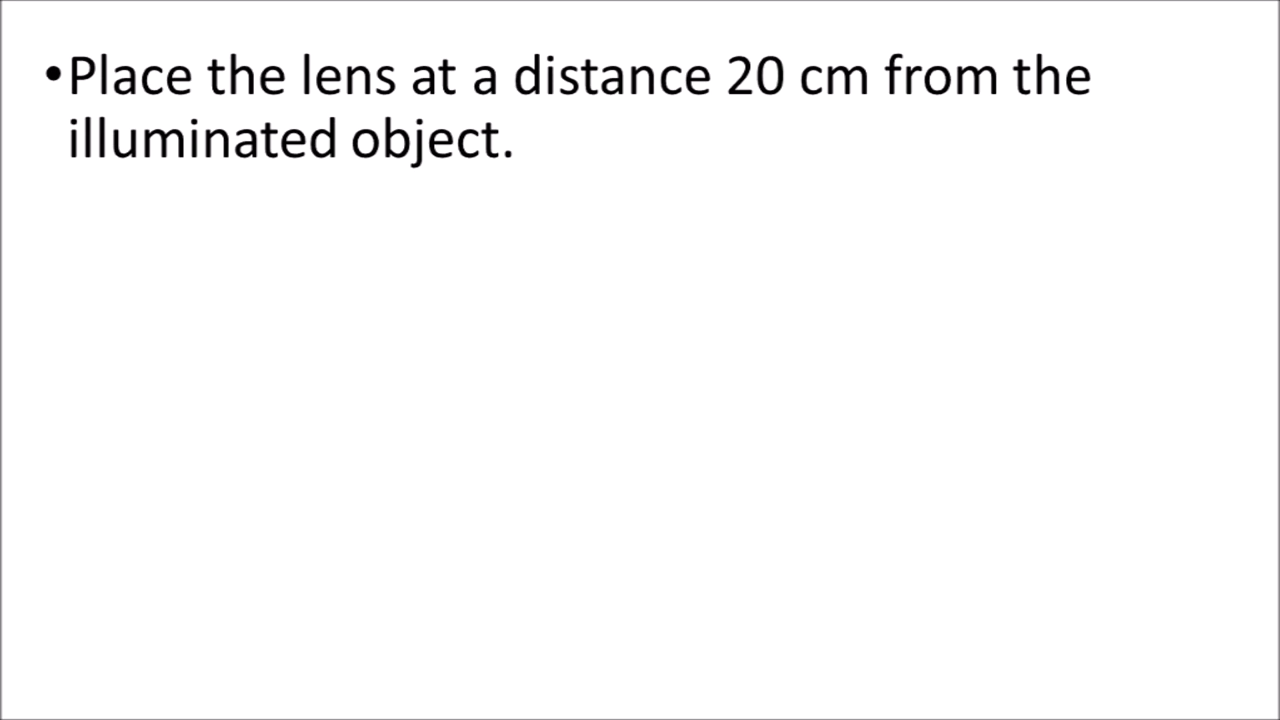 •Place the lens at a distance 20 cm from the
illuminated object.